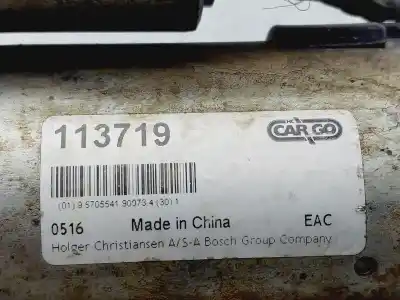 113719
HC CARGO
(01) 9 5705541 90073 4 (30) 1
0516 Made in China EAC
Holger Christiansen A/S-A Bosch Group Company